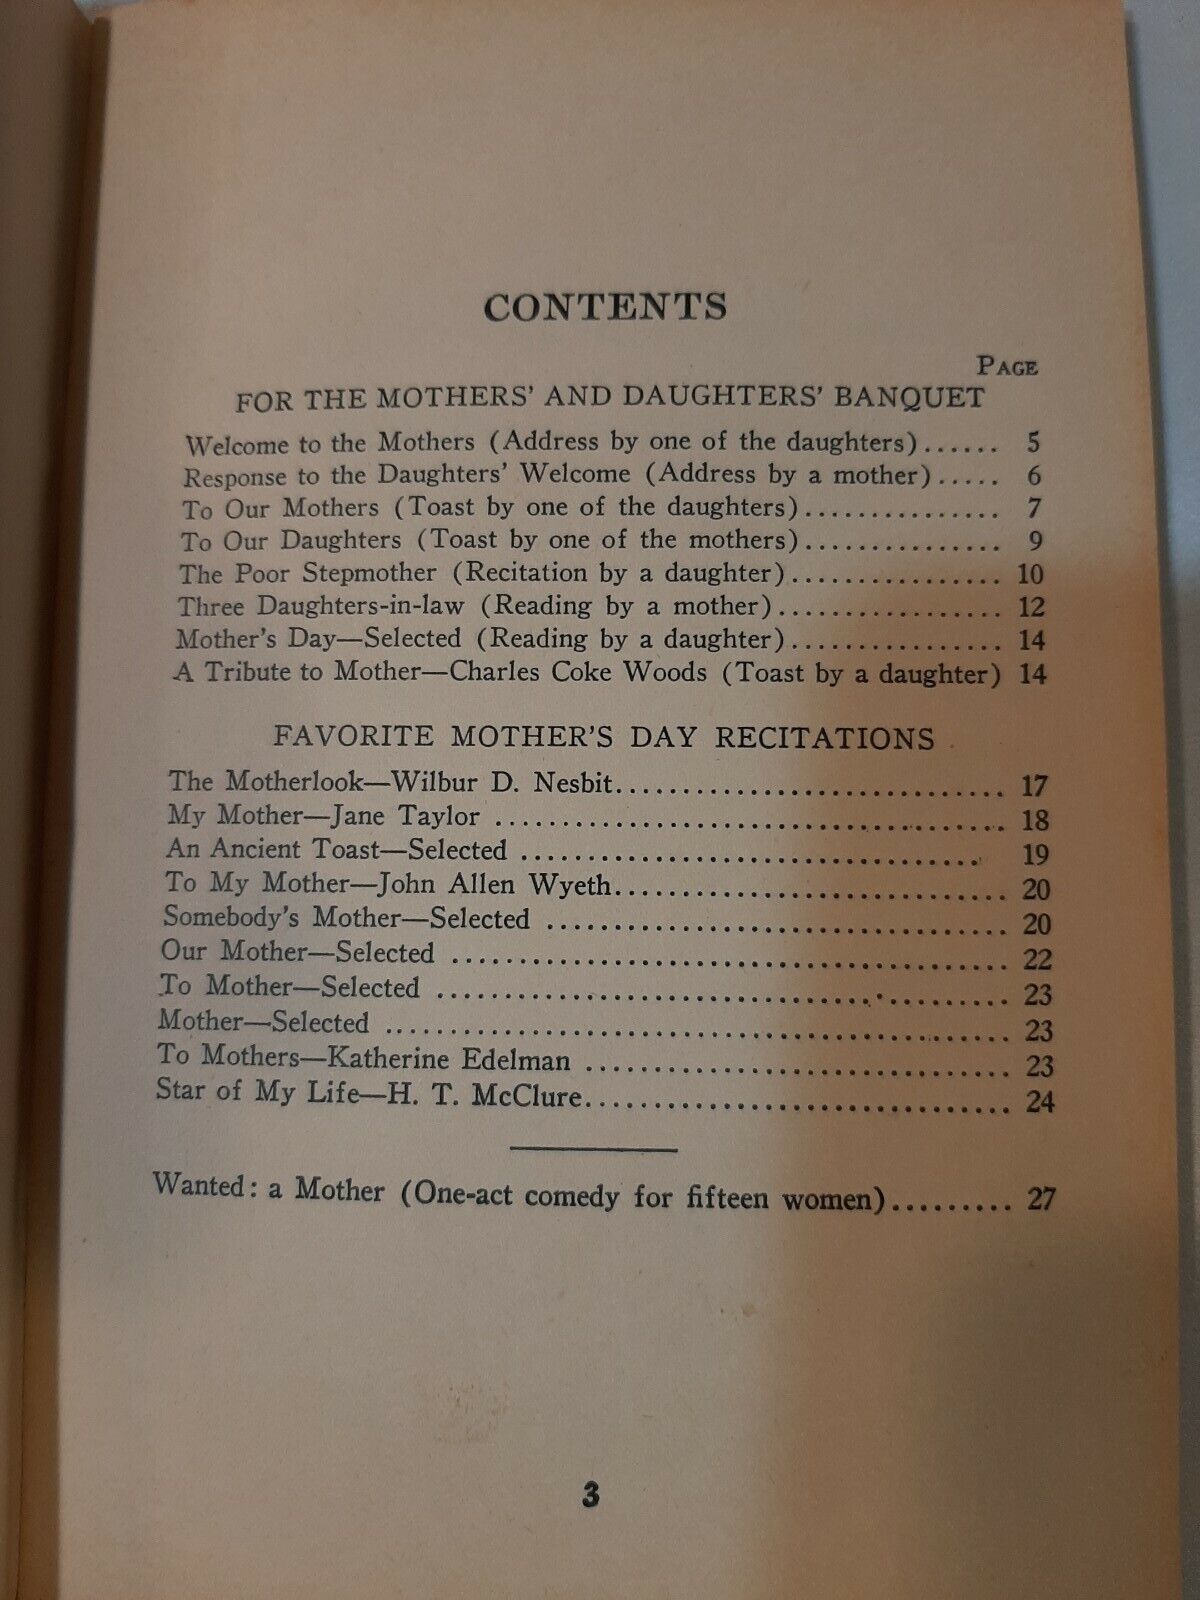 CONTENTS
PAGE
FOR THE MOTHERS' AND DAUGHTERS' BANQUET
Welcome to the Mothers (Address by one of the daughters)...... 5
Response to the Daughters' Welcome (Address by a mother)..... 6
To Our Mothers (Toast by one of the daughters)............... 7
To Our Daughters (Toast by one of the mothers)............... 9
The Poor Stepmother (Recitation by a daughter)................ 10
Three Daughters-in-law (Reading by a mother)................. 12
Mother's Day—Selected (Reading by a daughter)................ 14
A Tribute to Mother—Charles Coke Woods (Toast by a daughter) 14
FAVORITE MOTHER'S DAY RECITATIONS
The Motherlook—Wilbur D. Nesbit............................. 17
My Mother—Jane Taylor ...................................... 18
An Ancient Toast—Selected .................................. 19
To My Mother—John Allen Wyeth.............................. 20
Somebody's Mother—Selected .................................. 20
Our Mother—Selected ......................................... 22
To Mother—Selected .......................................... 23
Mother—Selected .............................................. 23
To Mothers—Katherine Edelman ................................ 23
Star of My Life—H. T. McClure................................ 24
Wanted: a Mother (One-act comedy for fifteen women)......... 27
3